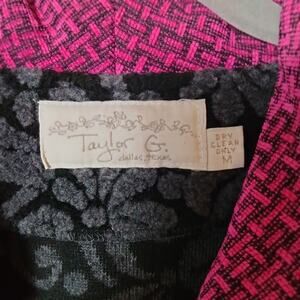 Taylor G.
dallas, texas
DRY
CLEAN
ONLY
M